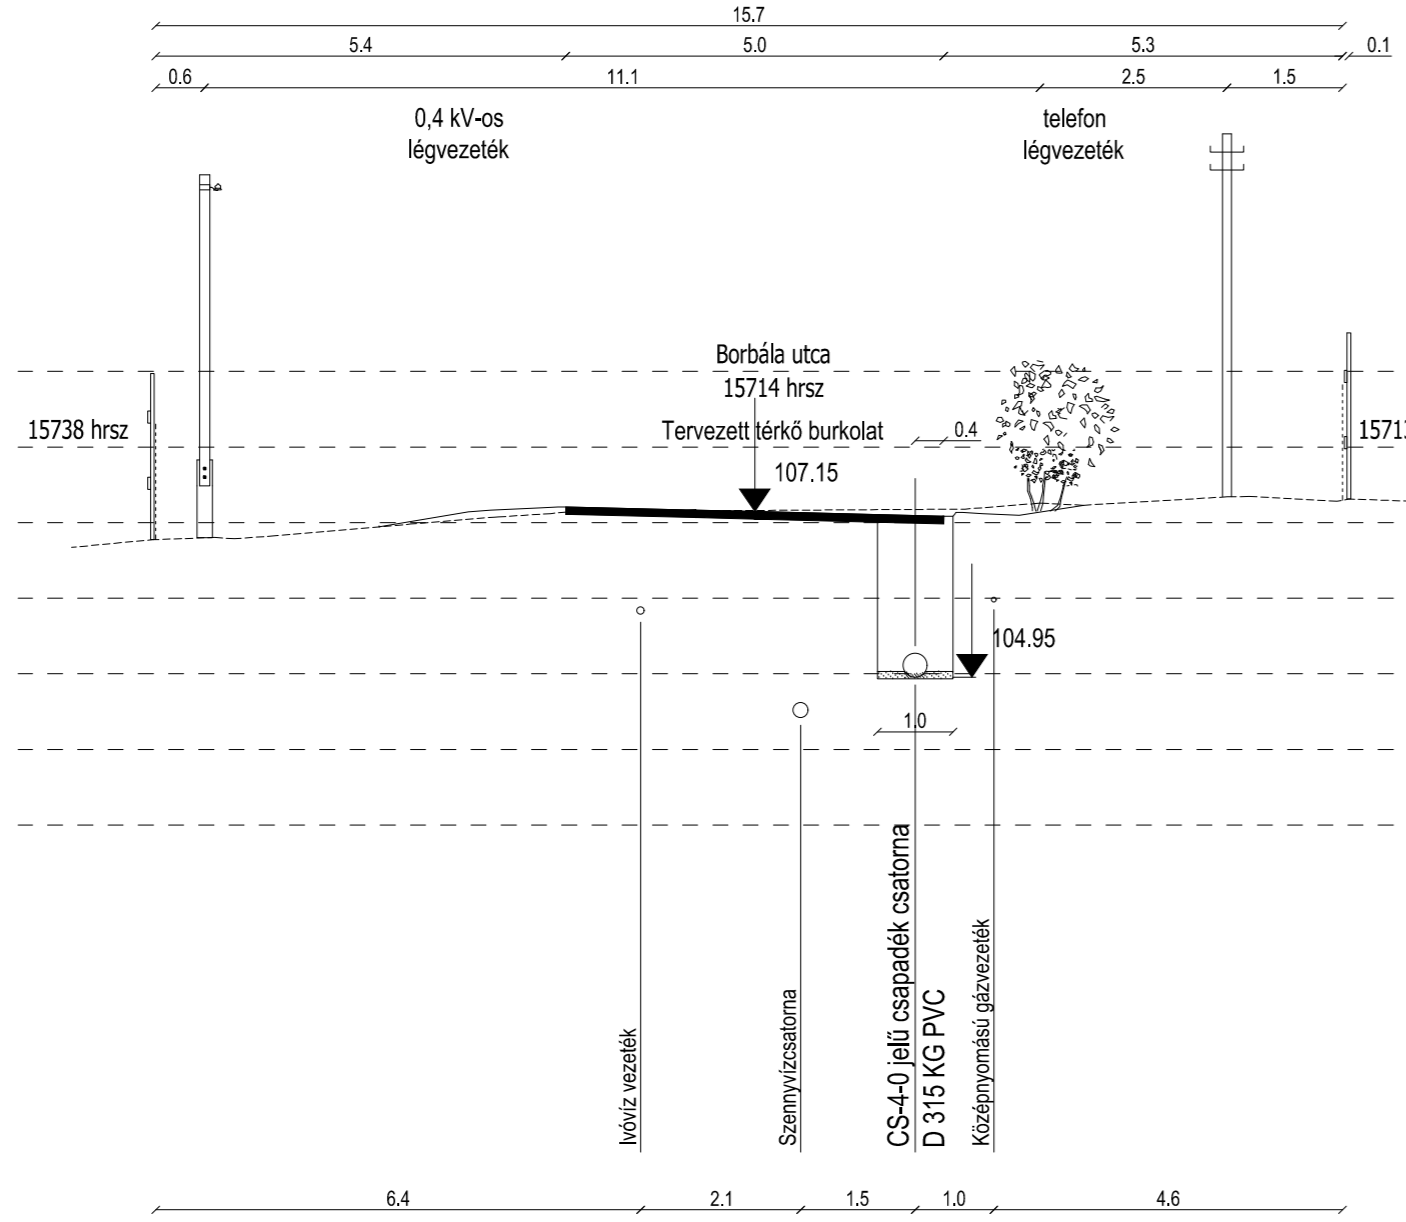 15.7
5.4 5.0 5.3 0.1
0.6 11.1 2.5 1.5
0,4 kV-os
légvezeték
telefon
légvezeték
Borbála utca
15714 hrsz
15738 hrsz
Tervezett térkő burkolat
0.4
15713
107.15
104.95
1.0
Ivóvíz vezeték
Szennyvízcsatorna
CS-4-0 jelű csapadék csatorna
D 315 KG PVC
Középnyomású gázvezeték
6.4 2.1 1.5 1.0 4.6